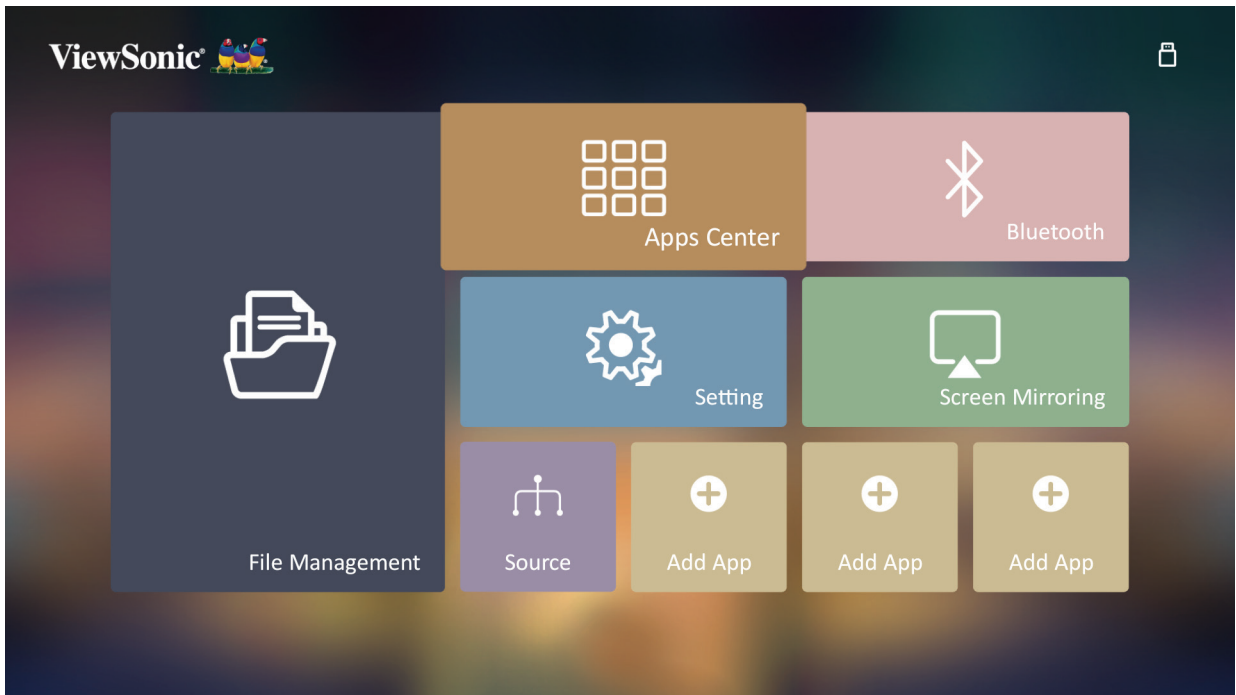 ViewSonic®
Apps Center
Bluetooth
Setting
Screen Mirroring
File Management
Source
Add App
Add App
Add App